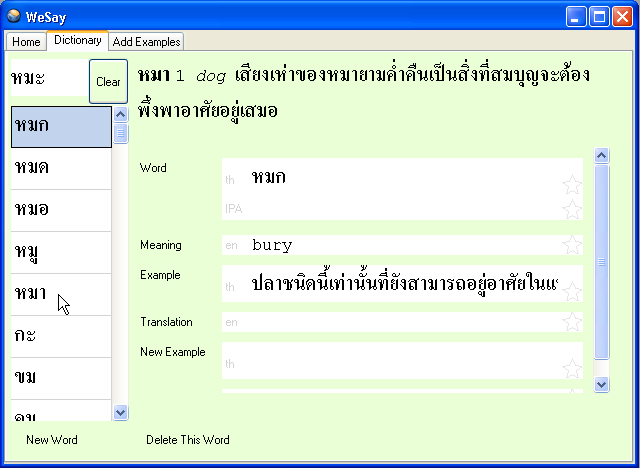 WeSay
Home Dictionary Add Examples
หมะ
Clear
หมก
หมด
หมอ
หมู
หมา
กะ
ขม
New Word
หมา 1 dog เสียงเห่าของหมายามค่ำคืนเป็นสิ่งที่สมบุญจะต้อง
พึ่งพาอาศัยอยู่เสมอ
Word
th หมก
IPA
Meaning en bury
Example th ปลาชนิดนี้เท่านั้นที่ยังสามารถอยู่อาศัยใน
Translation en
New Example th
Delete This Word